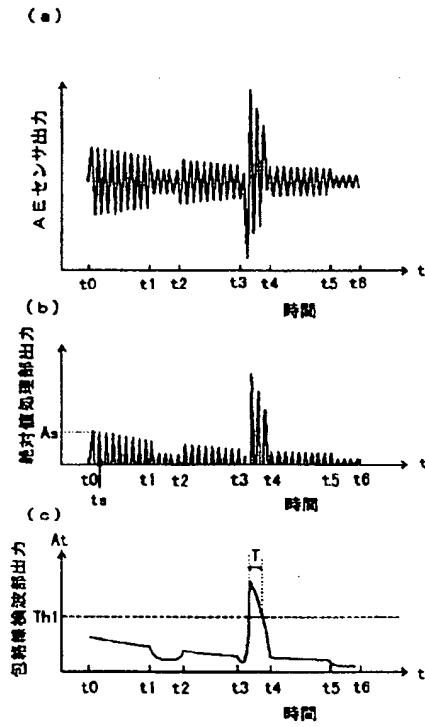 (a)
AEセンサ出力
t0 t1 t2 t3 t4 t5 t6 t
時間
(b)
絶対値処理部出力
As
t0 t1 t2 t3 t4 t5 t6 t
ts
時間
(c)
At
包絡線検波部出力
T
Th1
t0 t1 t2 t3 t4 t5 t6 t
時間